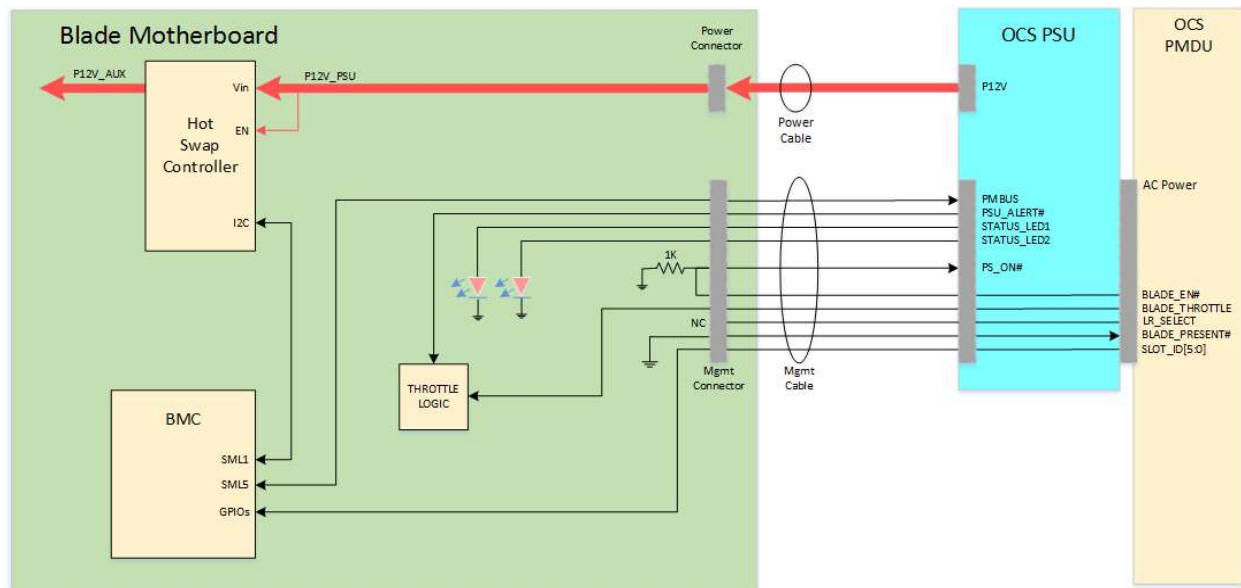 Blade Motherboard
Power
Connector
OCS PSU
OCS
PMDU
P12V_AUX
Vin
P12V_PSU
P12V
Hot
Swap
Controller
EN
Power
Cable
I2C
AC Power
PMBUS
PSU_ALERT#
STATUS_LED1
STATUS_LED2
1K
PS_ON#
BLADE_EN#
BLADE_THROTTLE
NC
LR_SELECT
BLADE_PRESENT#
SLOT_ID[5:0]
Mgmt
Connector
Mgmt
Cable
THROTTLE
LOGIC
BMC
SML1
SML5
GPIOs